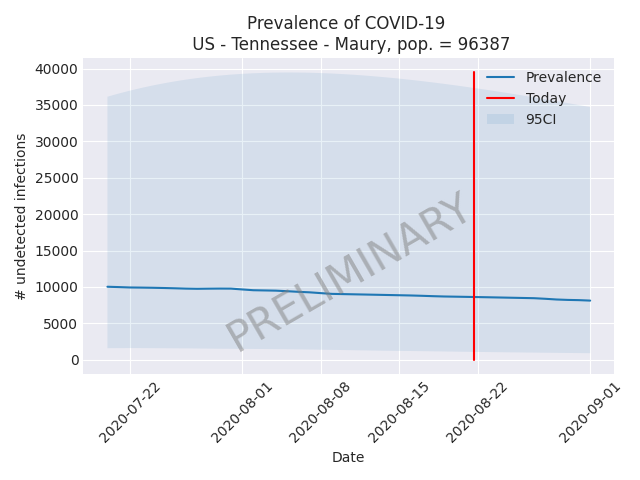 Prevalence of COVID-19
US - Tennessee - Maury, pop. = 96387
40000
35000
30000
25000
20000
15000
10000
5000
0
# undetected infections
Prevalence
Today
95CI
PRELIMINARY
2020-07-22
2020-08-01
2020-08-08
2020-08-15
2020-08-22
2020-09-01
Date